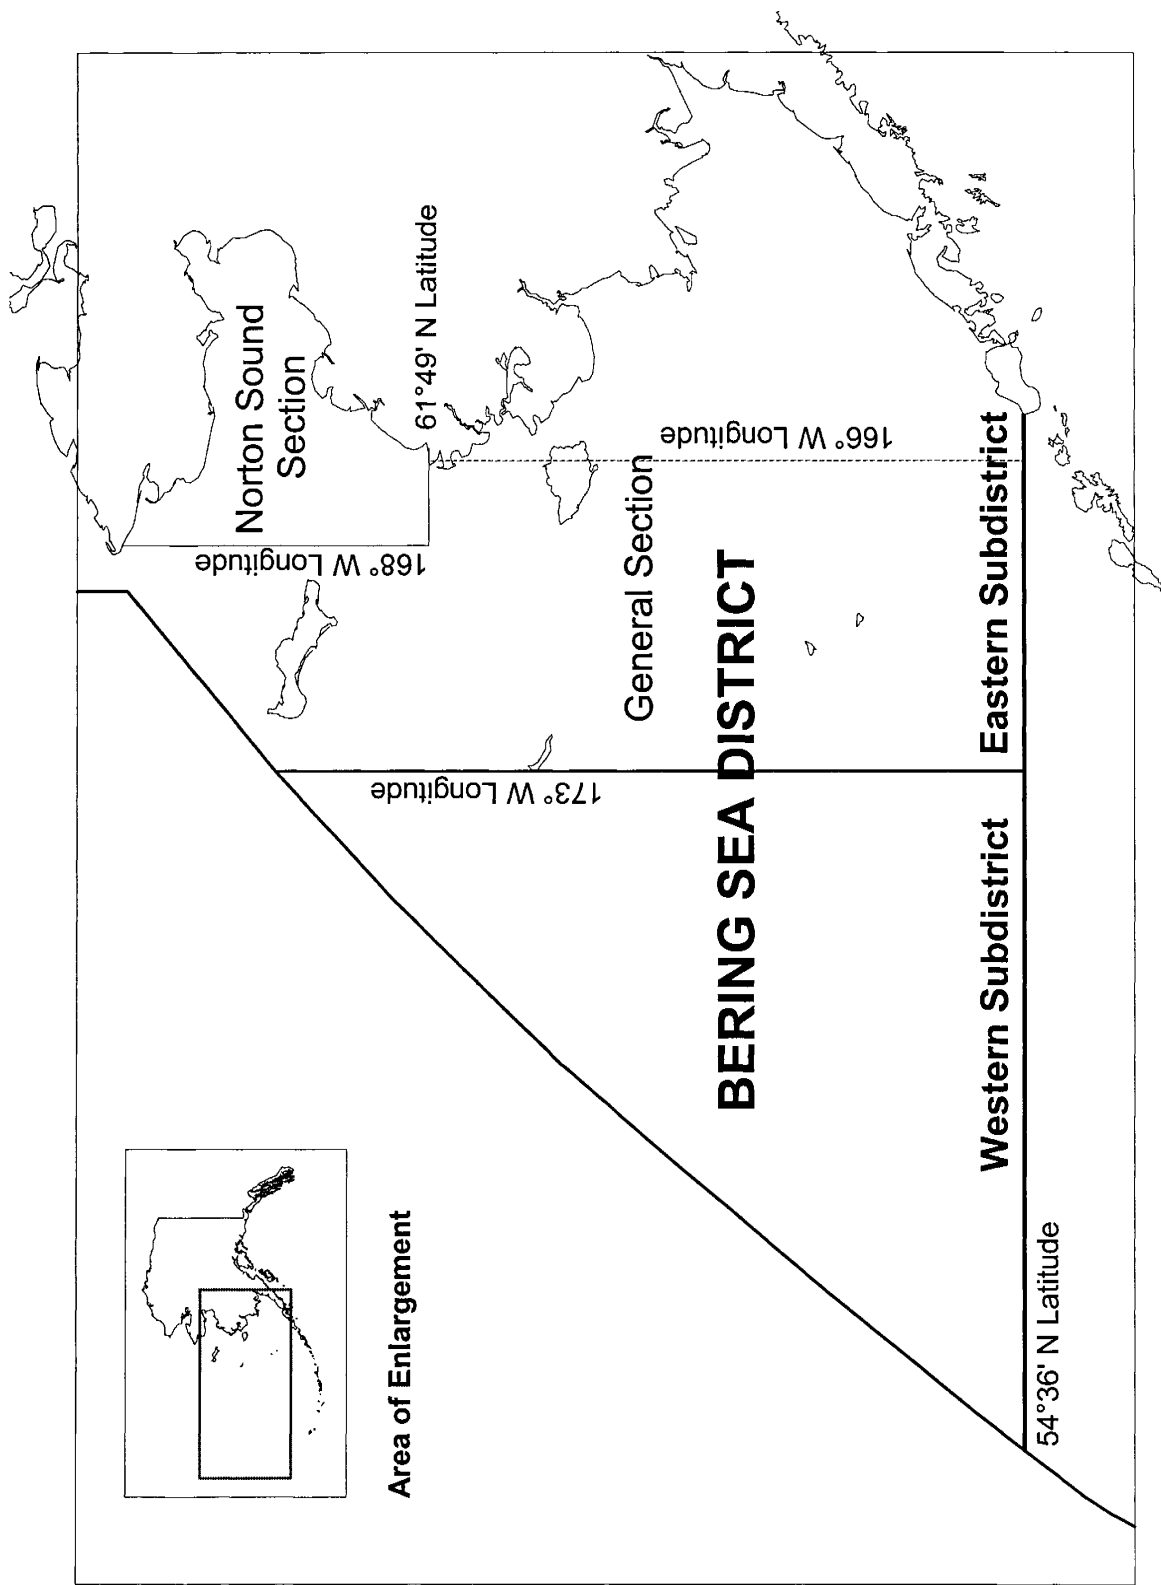 Norton Sound
Section
61°49' N Latitude
168° W Longitude
166° W Longitude
General Section
173° W Longitude
BERING SEA DISTRICT
Western Subdistrict
Eastern Subdistrict
54°36' N Latitude
Area of Enlargement